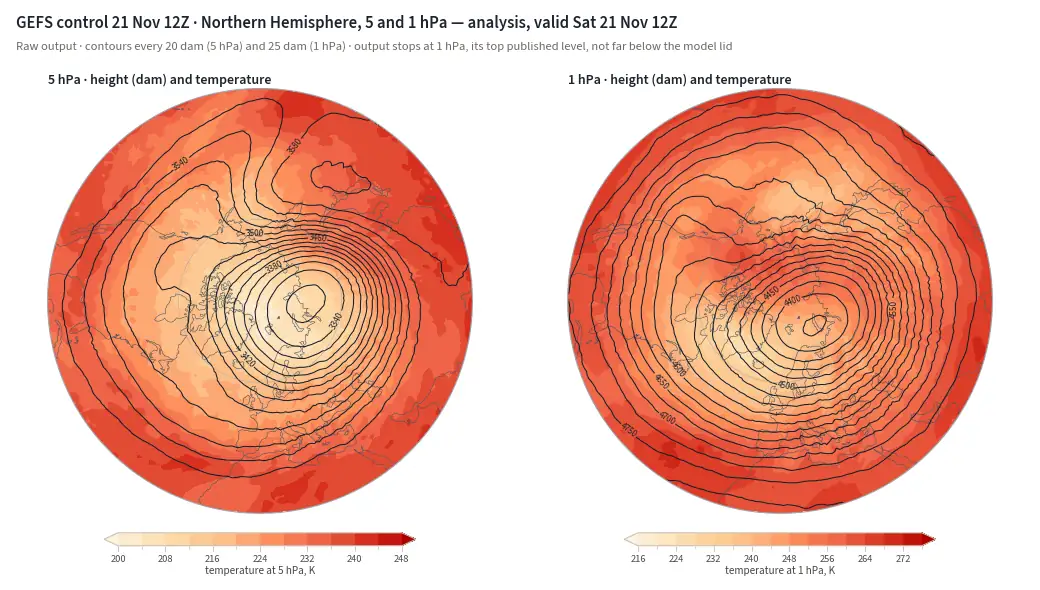 GEFS control 21 Nov 12Z · Northern Hemisphere, 5 and 1 hPa — analysis, valid Sat 21 Nov 12Z
Raw output · contours every 20 dam (5 hPa) and 25 dam (1 hPa) · output stops at 1 hPa, its top published level, not far below the model lid
5 hPa · height (dam) and temperature
3540
3580
3500
3460
3380
3340
3420
200 208 216 224 232 240 248
temperature at 5 hPa, K
1 hPa · height (dam) and temperature
4450
4400
4550
4600
4650
4500
4700
4750
216 224 232 240 248 256 264 272
temperature at 1 hPa, K